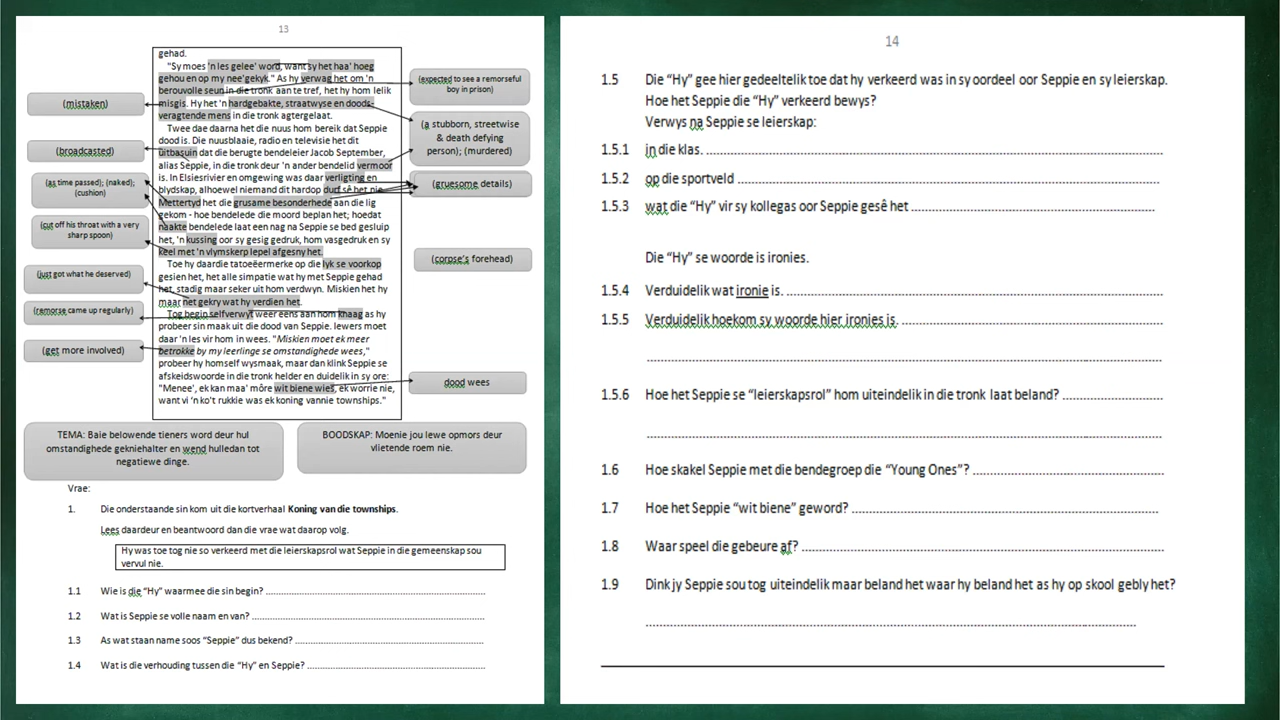 13
gehad.
"Sy moes 'n les gelee' word, want sy het haa' hoeg
gehou en op my nee'gekyk." As hy verwag het om 'n
berouvolle seun in die tronk aan te tref, het hy hom lelik
misgis. Hy het 'n hardgebakte, straatwyse en doods-
veragtende mens in die tronk agtergelaat.
Twee dae daarna het die nuus hom bereik dat Seppie
dood is. Die nuusblaaie, radio en televisie het dit
uitbasuin dat die berugte bendeleier Jacob September,
alias Seppie, in die tronk deur 'n ander bendelid vermoor
is. In Elsiesrivier en omgewing was daar verligting en
blydskap, alhoewel niemand dit hardop durf sê het nie.
Mettertyd het die grusame besonderhede aan die lig
gekom - hoe bendelede die moord beplan het; hoedat
naakte bendelede laat een nag na Seppie se bed gesluip
het, 'n kussing oor sy gesig gedruk, hom vasgedruk en sy
keel met 'n vlymskerp lepel afgesny het.
Toe hy daardie tatoeëermerke op die lyk se voorkop
gesien het, het alle simpatie wat hy met Seppie gehad
het, stadig maar seker uit hom verdwyn. Miskien het hy
maar net gekry wat hy verdien het.
Tog begin selfverwyt weer eens aan hom knaag as hy
probeer sin maak uit die dood van Seppie. Iewers moet
daar 'n les vir hom in wees. "Miskien moet ek meer
betrokke by my leerlinge se omstandighede wees,"
probeer hy homself wysmaak, maar dan klink Seppie se
afskeidswoorde in die tronk helder en duidelik in sy ore:
"Menee', ek kan maa' môre wit biene wies, ek worrie nie,
want vi 'n ko't rukkie was ek koning vannie townships."
(mistaken)
(broadcasted)
(as time passed); (naked);
(cushion)
(cut off his throat with a very
sharp spoon)
(just got what he deserved)
(remorse came up regularly)
(get more involved)
(expected to see a remorseful
boy in prison)
(a stubborn, streetwise
& death defying
person); (murdered)
(gruesome details)
(corpse's forehead)
dood wees
TEMA: Baie belowende tieners word deur hul
omstandighede gekniehalter en wend hulledan tot
negatiewe dinge.
BOODSKAP: Moenie jou lewe opmors deur
vlietende roem nie.
Vrae:
1. Die onderstaande sin kom uit die kortverhaal Koning van die townships.
Lees daardeur en beantwoord dan die vrae wat daarop volg.
Hy was toe tog nie so verkeerd met die leierskapsrol wat Seppie in die gemeenskap sou
vervul nie.
1.1 Wie is die "Hy" waarmee die sin begin?
1.2 Wat is Seppie se volle naam en van?
1.3 As wat staan name soos "Seppie" dus bekend?
1.4 Wat is die verhouding tussen die "Hy" en Seppie?
14
1.5 Die "Hy" gee hier gedeeltelik toe dat hy verkeerd was in sy oordeel oor Seppie en sy leierskap.
Hoe het Seppie die "Hy" verkeerd bewys?
Verwys na Seppie se leierskap:
1.5.1 in die klas.
1.5.2 op die sportveld
1.5.3 wat die "Hy" vir sy kollegas oor Seppie gesê het
Die "Hy" se woorde is ironies.
1.5.4 Verduidelik wat ironie is.
1.5.5 Verduidelik hoekom sy woorde hier ironies is.
1.5.6 Hoe het Seppie se "leierskapsrol" hom uiteindelik in die tronk laat beland?
1.6 Hoe skakel Seppie met die bendegroep die "Young Ones"?
1.7 Hoe het Seppie "wit biene" geword?
1.8 Waar speel die gebeure af?
1.9 Dink jy Seppie sou tog uiteindelik maar beland het waar hy beland het as hy op skool gebly het?